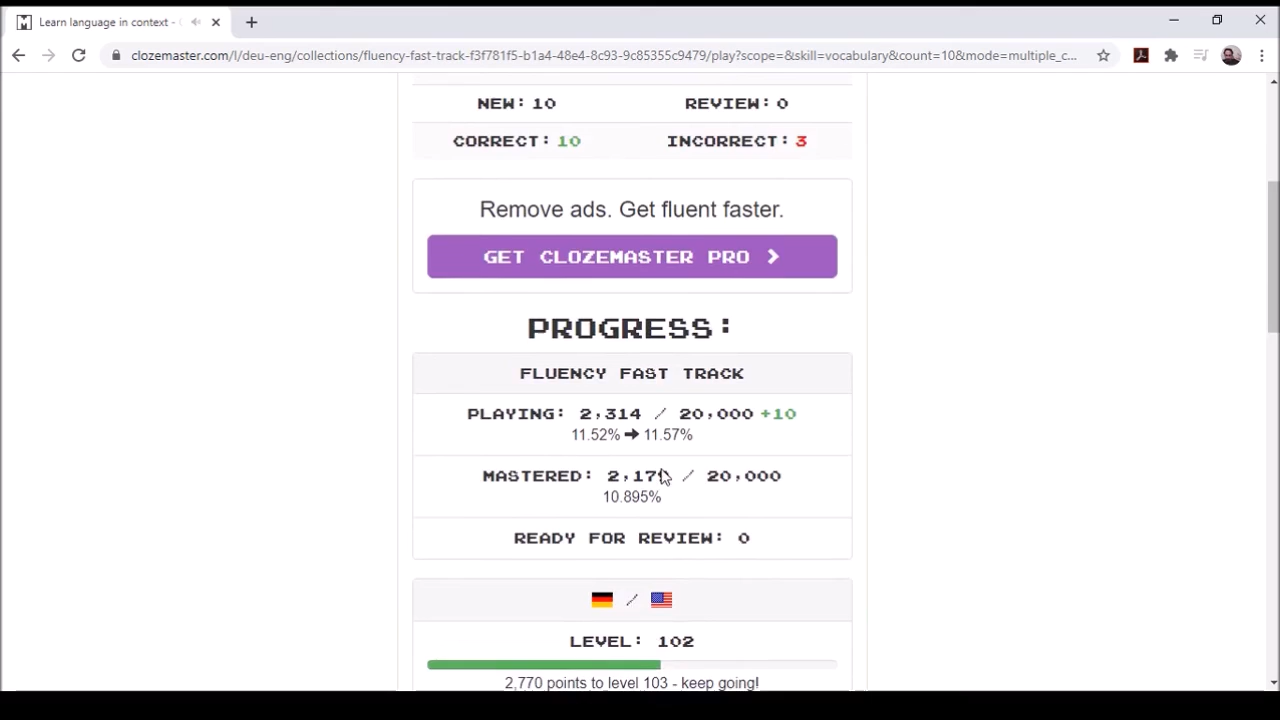 Learn language in context -
clozemaster.com/l/deu-eng/collections/fluency-fast-track-f3f781f5-b1a4-48e4-8c93-9c85355c9479/play?scope=&skill=vocabulary&count=10&mode=multiple_c...
NEW: 10 REVIEW: 0
CORRECT: 10 INCORRECT: 3
Remove ads. Get fluent faster.
GET CLOZEMASTER PRO
PROGRESS:
FLUENCY FAST TRACK
PLAYING: 2,314 / 20,000 +10
11.52% → 11.57%
MASTERED: 2,179 / 20,000
10.895%
READY FOR REVIEW: 0
/
LEVEL: 102
2,770 points to level 103 - keep going!